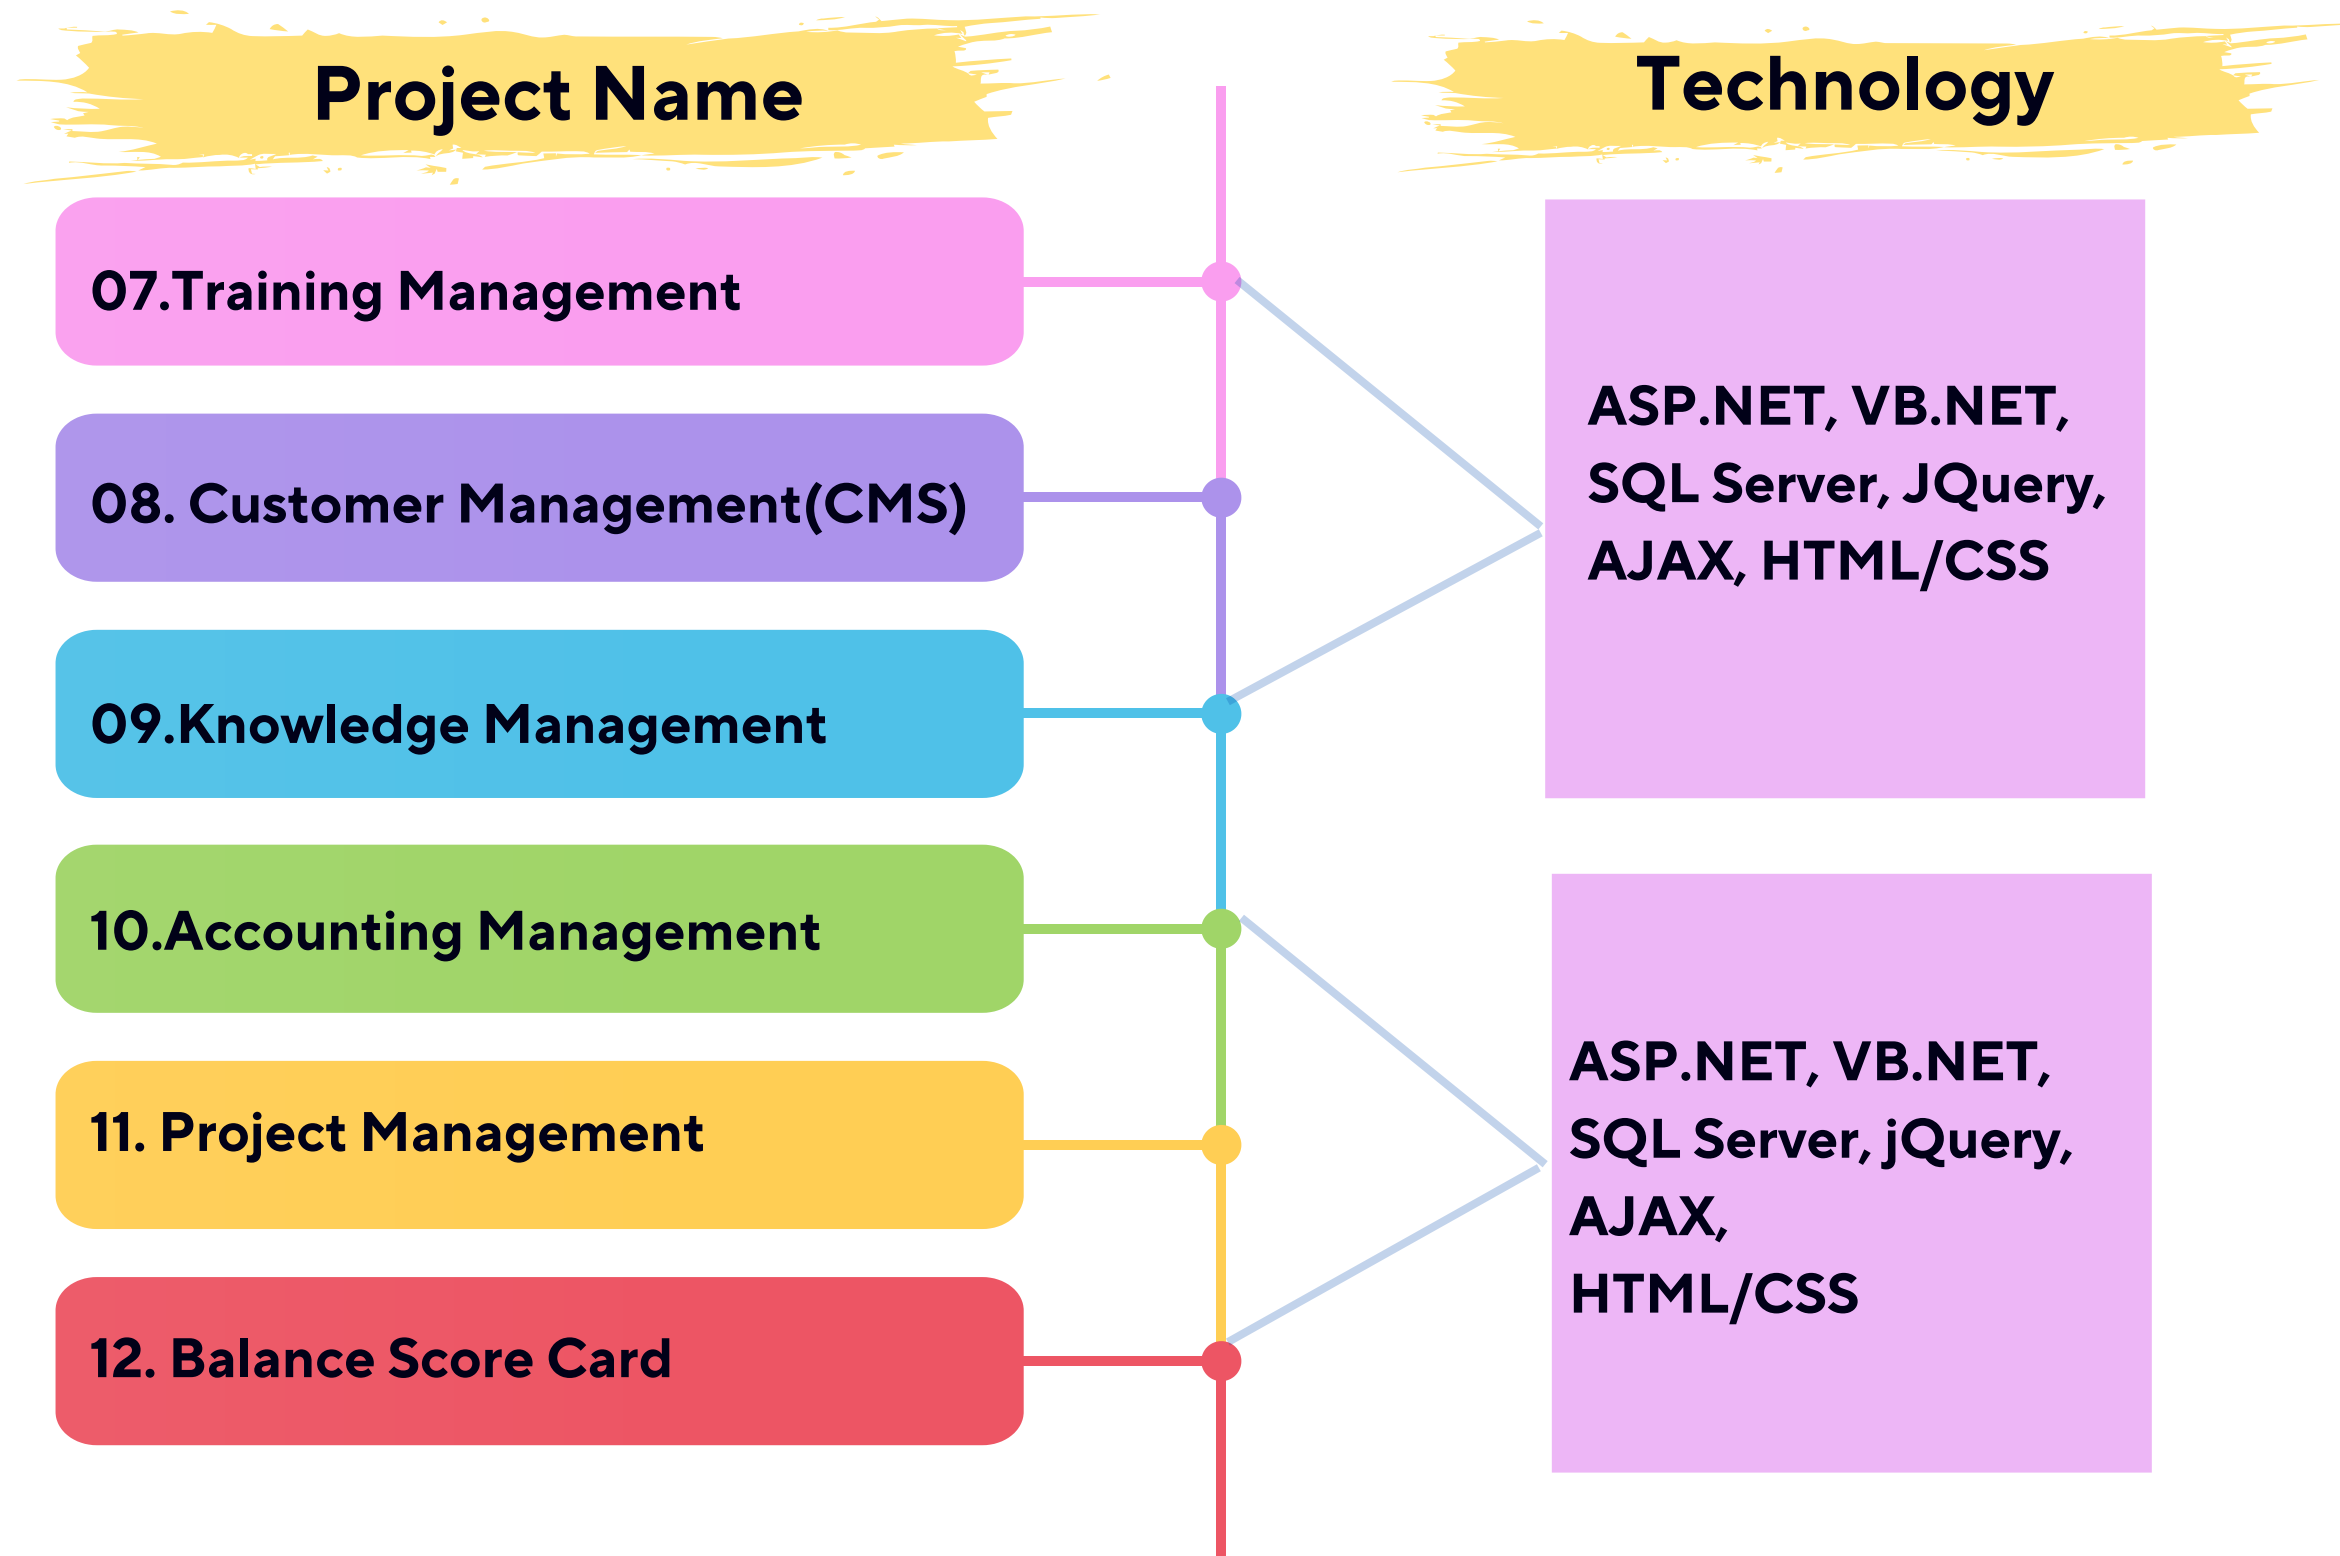 Project Name
Technology
07.Training Management
08. Customer Management(CMS)
09.Knowledge Management
10.Accounting Management
11. Project Management
12. Balance Score Card
ASP.NET, VB.NET,
SQL Server, JQuery,
AJAX, HTML/CSS
ASP.NET, VB.NET,
SQL Server, jQuery,
AJAX,
HTML/CSS